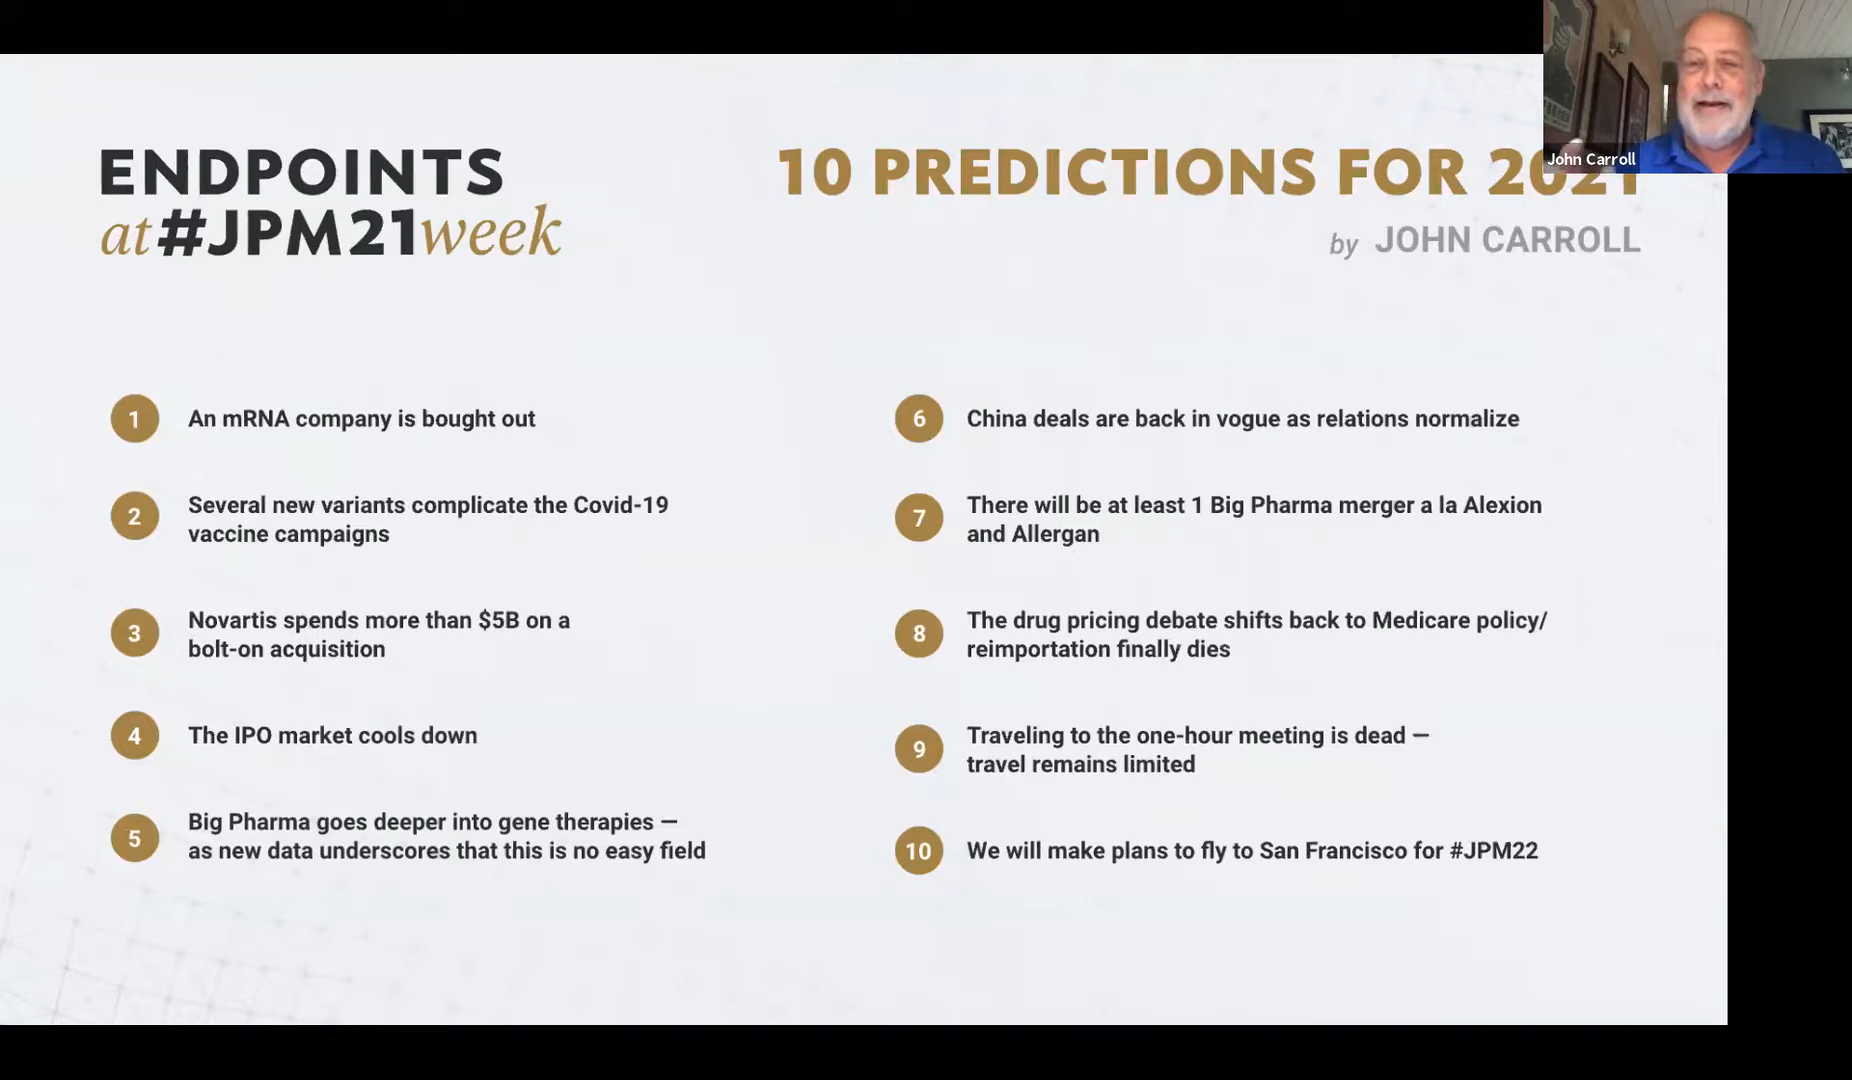 ENDPOINTS
at #JPM21 week
10 PREDICTIONS FOR 2021
by JOHN CARROLL
John Carroll
1 An mRNA company is bought out
2 Several new variants complicate the Covid-19
vaccine campaigns
3 Novartis spends more than $5B on a
bolt-on acquisition
4 The IPO market cools down
5 Big Pharma goes deeper into gene therapies —
as new data underscores that this is no easy field
6 China deals are back in vogue as relations normalize
7 There will be at least 1 Big Pharma merger a la Alexion
and Allergan
8 The drug pricing debate shifts back to Medicare policy/
reimportation finally dies
9 Traveling to the one-hour meeting is dead —
travel remains limited
10 We will make plans to fly to San Francisco for #JPM22